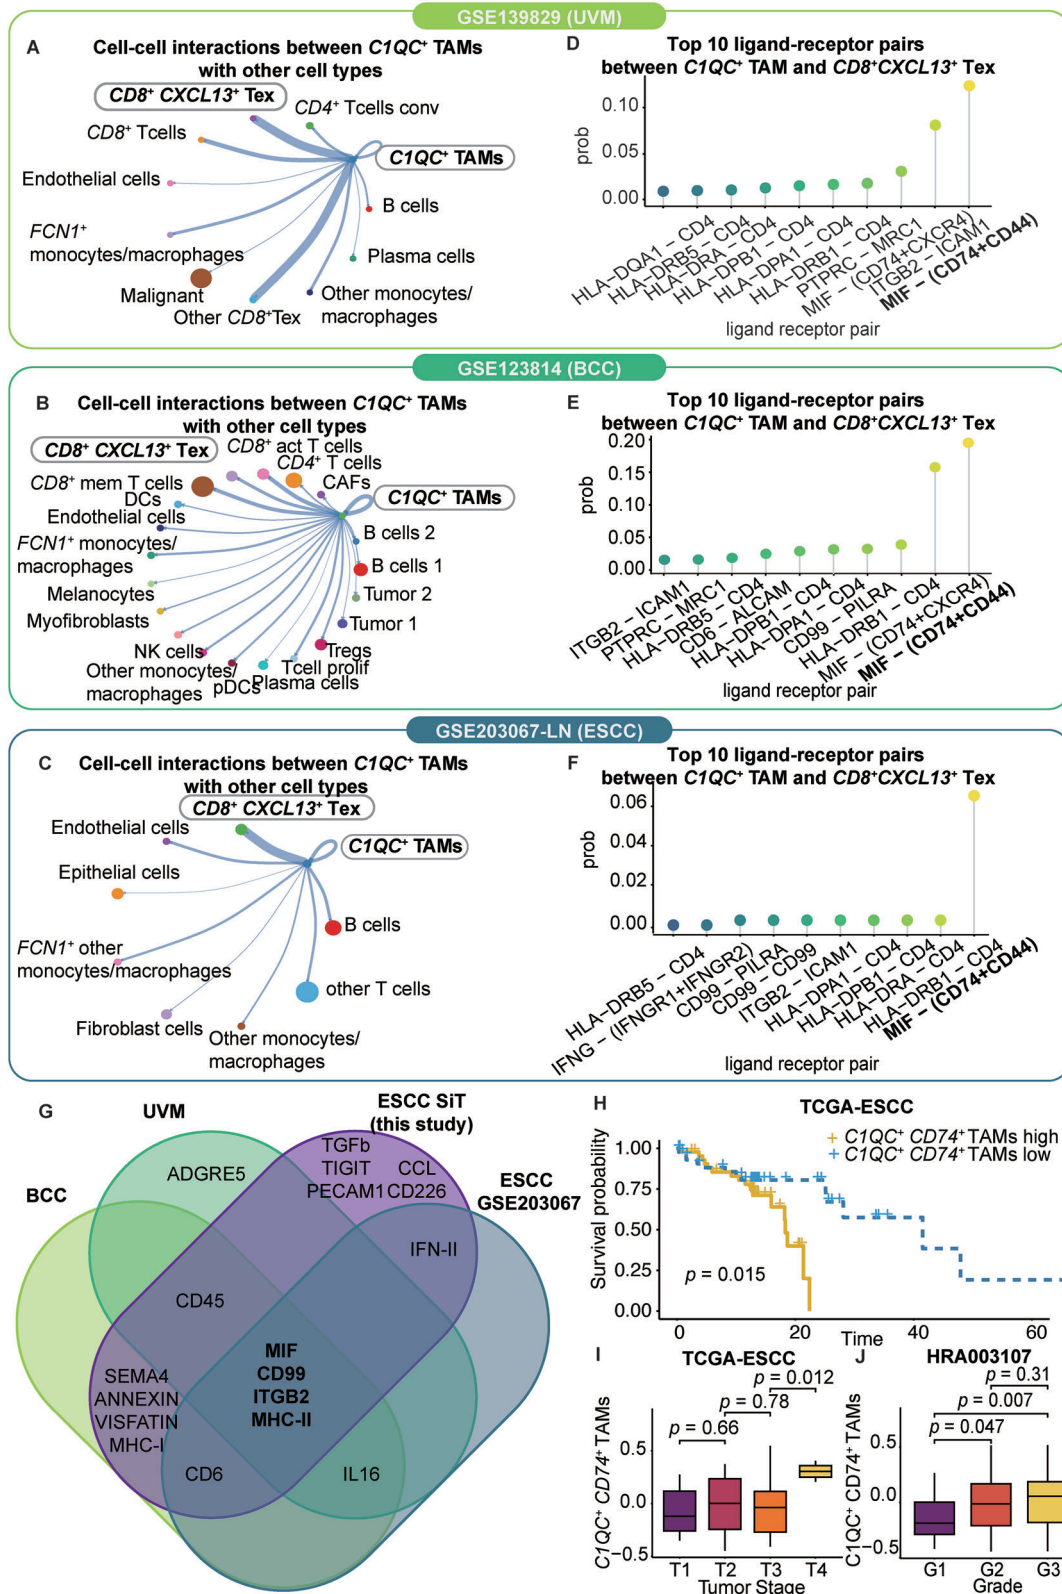 GSE139829 (UVM)
A
Cell-cell interactions between C1QC+ TAMs
with other cell types
CD8+ CXCL13+ Tex
CD4+ Tcells conv
CD8+ Tcells
C1QC+ TAMs
Endothelial cells
B cells
FCN1+
monocytes/macrophages
Plasma cells
Malignant
Other CD8+Tex
Other monocytes/
macrophages
D
Top 10 ligand-receptor pairs
between C1QC+ TAM and CD8+CXCL13+ Tex
prob
0.10
0.05
0.00
HLA−DQA1 − CD4
HLA−DRB5 − CD4
HLA−DRA − CD4
HLA−DPB1 − CD4
HLA−DPA1 − CD4
HLA−DRB1 − CD4
PTPRC − MRC1
MIF − (CD74+CXCR4)
ITGB2 − ICAM1
MIF − (CD74+CD44)
ligand receptor pair
GSE123814 (BCC)
B
Cell-cell interactions between C1QC+ TAMs
with other cell types
CD8+ CXCL13+ Tex
CD8+ act T cells
CD4+ T cells
CAFs
CD8+ mem T cells
C1QC+ TAMs
DCs
Endothelial cells
B cells 2
FCN1+ monocytes/
macrophages
B cells 1
Melanocytes
Tumor 2
Myofibroblasts
Tumor 1
NK cells
Tregs
Other monocytes/
macrophages
Tcell prolif
pDCs
Plasma cells
E
Top 10 ligand-receptor pairs
between C1QC+ TAM and CD8+CXCL13+ Tex
prob
0.20
0.15
0.10
0.05
0.00
ITGB2 − ICAM1
PTPRC − MRC1
HLA−DRB5 − CD4
CD6 − ALCAM
HLA−DPB1 − CD4
HLA−DPA1 − CD4
CD99 − PILRA
HLA−DRB1 − CD4
MIF − (CD74+CXCR4)
MIF − (CD74+CD44)
ligand receptor pair
GSE203067-LN (ESCC)
C
Cell-cell interactions between C1QC+ TAMs
with other cell types
CD8+ CXCL13+ Tex
Endothelial cells
C1QC+ TAMs
Epithelial cells
B cells
FCN1+ other
monocytes/macrophages
other T cells
Fibroblast cells
Other monocytes/
macrophages
F
Top 10 ligand-receptor pairs
between C1QC+ TAM and CD8+CXCL13+ Tex
prob
0.06
0.04
0.02
0.00
HLA−DRB5 − CD4
IFNG − (IFNGR1+IFNGR2)
CD99 − PILRA
CD99 − CD99
ITGB2 − ICAM1
HLA−DPA1 − CD4
HLA−DPB1 − CD4
HLA−DRA − CD4
HLA−DRB1 − CD4
MIF − (CD74+CD44)
ligand receptor pair
G
UVM
ESCC SiT
(this study)
BCC
ESCC
GSE203067
ADGRE5
TGFb
TIGIT
CCL
PECAM1
CD226
IFN-II
CD45
MIF
CD99
ITGB2
MHC-II
SEMA4
ANNEXIN
VISFATIN
MHC-I
CD6
IL16
H
TCGA-ESCC
C1QC+ CD74+ TAMs high
C1QC+ CD74+ TAMs low
Survival probability
1.00
0.75
0.50
0.25
0.00
p = 0.015
0
20
40
60
Time
I
TCGA-ESCC
p = 0.012
p = 0.78
p = 0.66
C1QC+ CD74+ TAMs
0.5
0.0
−0.5
T1
T2
T3
T4
Tumor Stage
J
HRA003107
p = 0.31
p = 0.007
p = 0.047
C1QC+ CD74+ TAMs
0.5
0.0
−0.5
G1
G2
G3
Grade